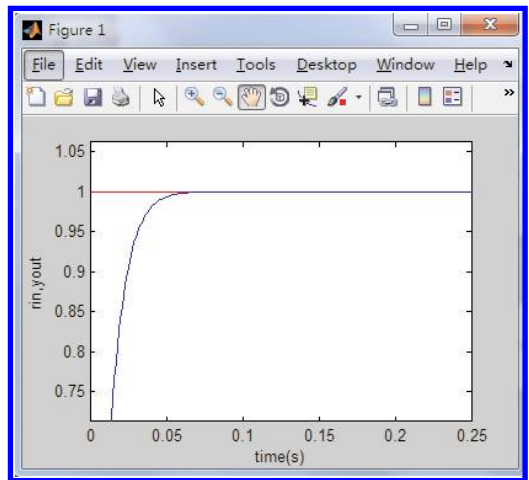 Figure 1
File Edit View Insert Tools Desktop Window Help
1.05
1
0.95
0.9
0.85
0.8
0.75
rin,yout
0 0.05 0.1 0.15 0.2 0.25
time(s)